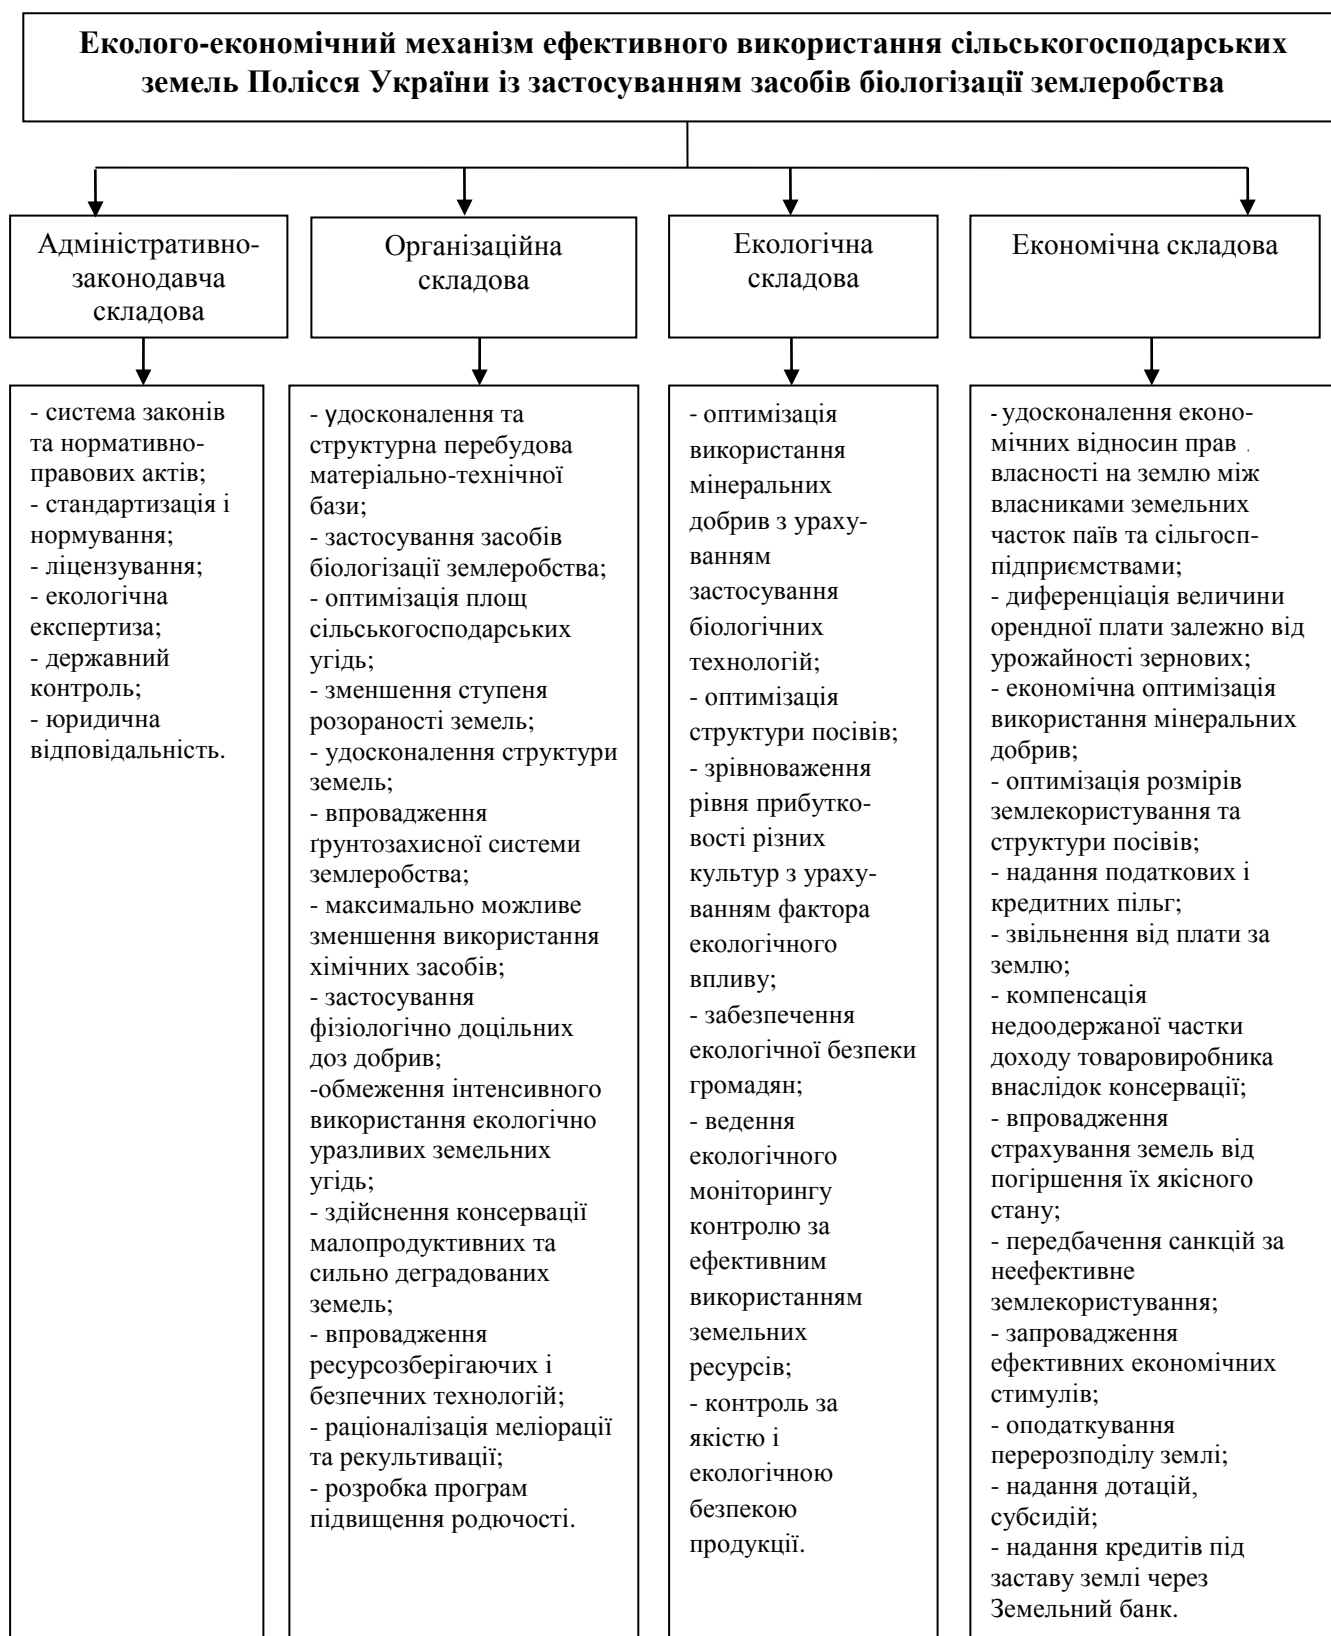 Еколого-економічний механізм ефективного використання сільськогосподарських
земель Полісся України із застосуванням засобів біологізації землеробства
Адміністративно-
законодавча
складова
Організаційна
складова
Екологічна
складова
Економічна складова
- система законів
та нормативно-
правових актів;
- стандартизація і
нормування;
- ліцензування;
- екологічна
експертиза;
- державний
контроль;
- юридична
відповідальність.
- удосконалення та
структурна перебудова
матеріально-технічної
бази;
- застосування засобів
біологізації землеробства;
- оптимізація площ
сільськогосподарських
угідь;
- зменшення ступеня
розораності земель;
- удосконалення структури
земель;
- впровадження
ґрунтозахисної системи
землеробства;
- максимально можливе
зменшення використання
хімічних засобів;
- застосування
фізіологічно доцільних
доз добрив;
-обмеження інтенсивного
використання екологічно
уразливих земельних
угідь;
- здійснення консервації
малопродуктивних та
сильно деградованих
земель;
- впровадження
ресурсозберігаючих і
безпечних технологій;
- раціоналізація меліорації
та рекультивації;
- розробка програм
підвищення родючості.
- оптимізація
використання
мінеральних
добрив з ураху-
ванням
застосування
біологічних
технологій;
- оптимізація
структури посівів;
- зрівноваження
рівня прибутко-
вості різних
культур з ураху-
ванням фактора
екологічного
впливу;
- забезпечення
екологічної безпеки
громадян;
- ведення
екологічного
моніторингу
контролю за
ефективним
використанням
земельних
ресурсів;
- контроль за
якістю і
екологічною
безпекою
продукції.
- удосконалення еконо-
мічних відносин прав .
власності на землю між
власниками земельних
часток паїв та сільгосп-
підприємствами;
- диференціація величини
орендної плати залежно від
урожайності зернових;
- економічна оптимізація
використання мінеральних
добрив;
- оптимізація розмірів
землекористування та
структури посівів;
- надання податкових і
кредитних пільг;
- звільнення від плати за
землю;
- компенсація
недоодержаної частки
доходу товаровиробника
внаслідок консервації;
- впровадження
страхування земель від
погіршення їх якісного
стану;
- передбачення санкцій за
неефективне
землекористування;
- запровадження
ефективних економічних
стимулів;
- оподаткування
перерозподілу землі;
- надання дотацій,
субсидій;
- надання кредитів під
заставу землі через
Земельний банк.